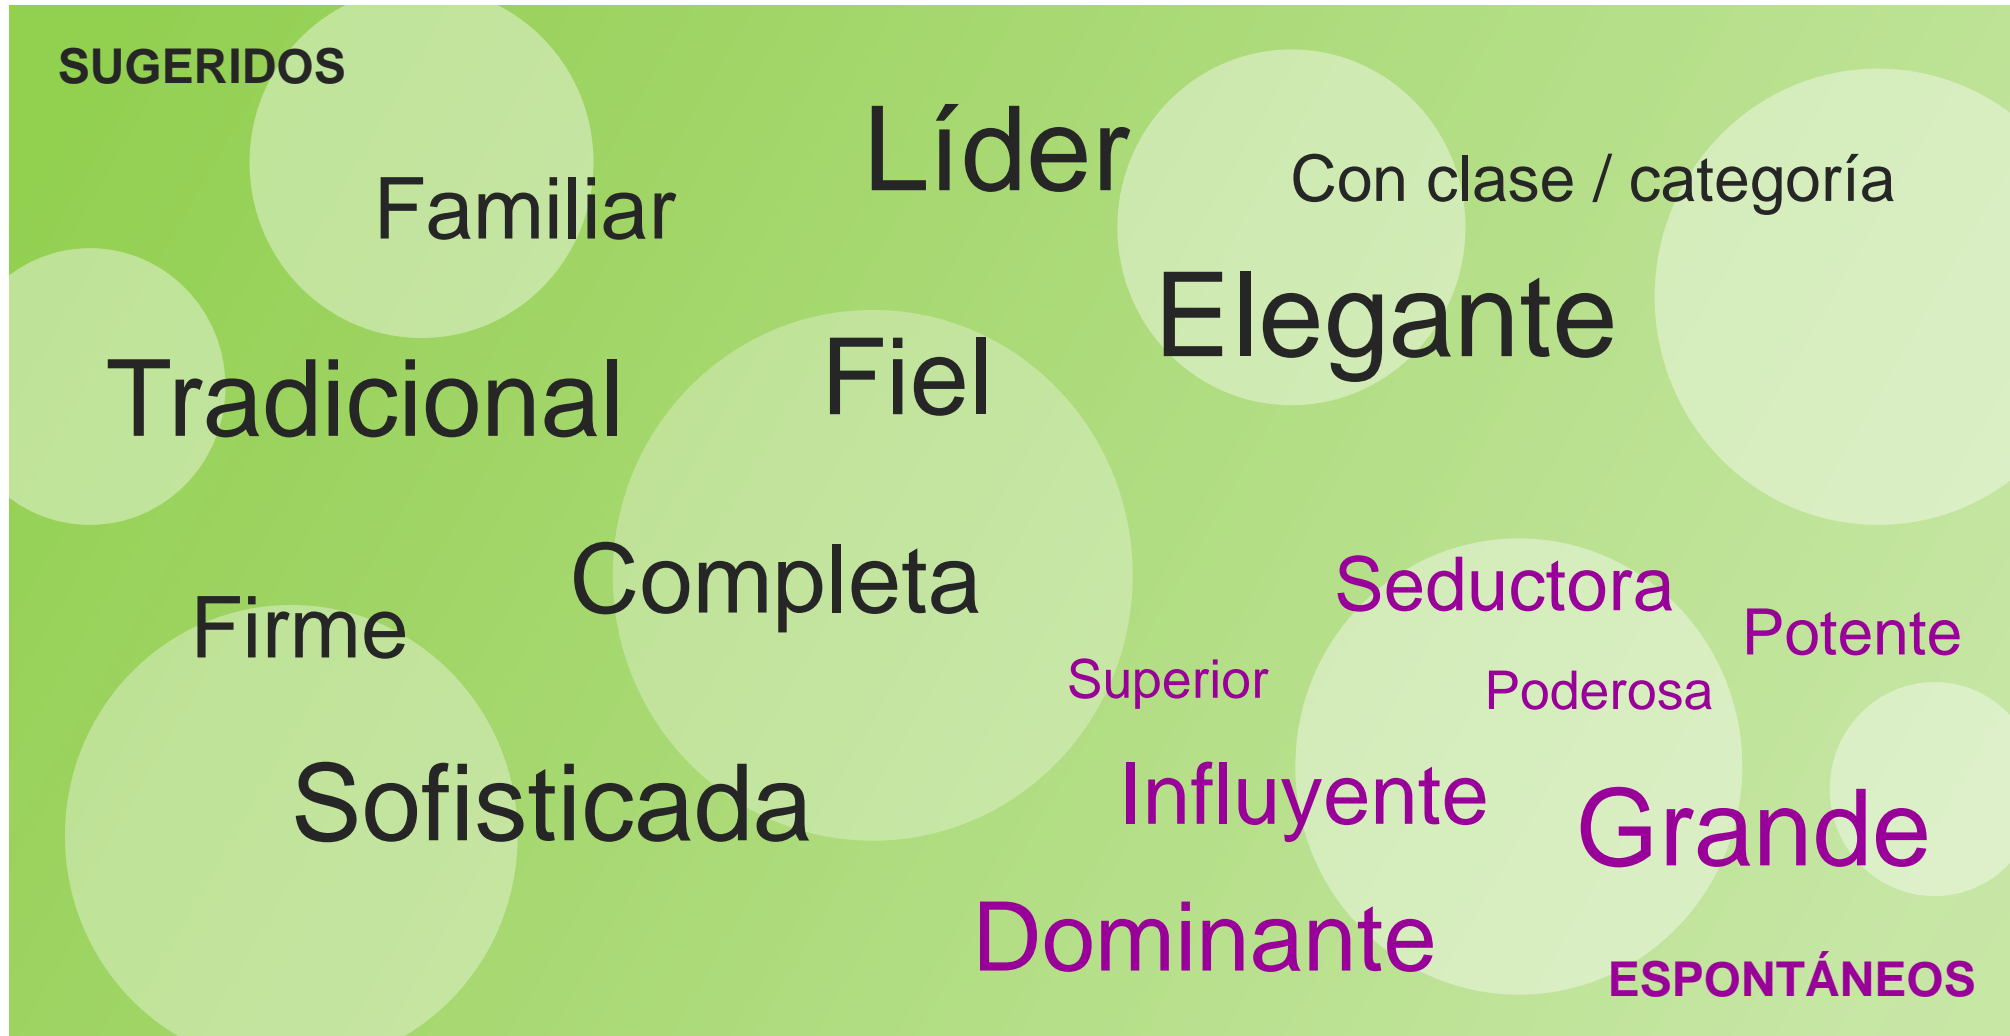 SUGERIDOS
Líder
Con clase / categoría
Familiar
Elegante
Fiel
Tradicional
Completa
Firme
Sofisticada
Seductora
Potente
Superior
Poderosa
Influyente
Grande
Dominante
ESPONTÁNEOS